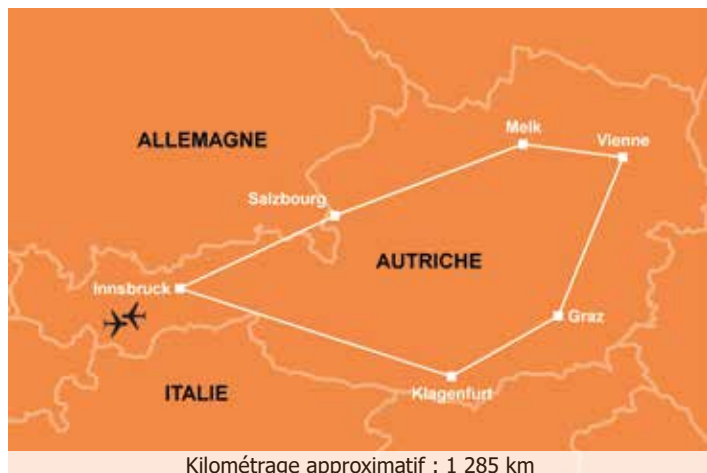 Melk
Vienne
ALLEMAGNE
Salzbourg
AUTRICHE
Innsbruck
Graz
ITALIE
Klagenfurt
Kilométrage approximatif : 1 285 km